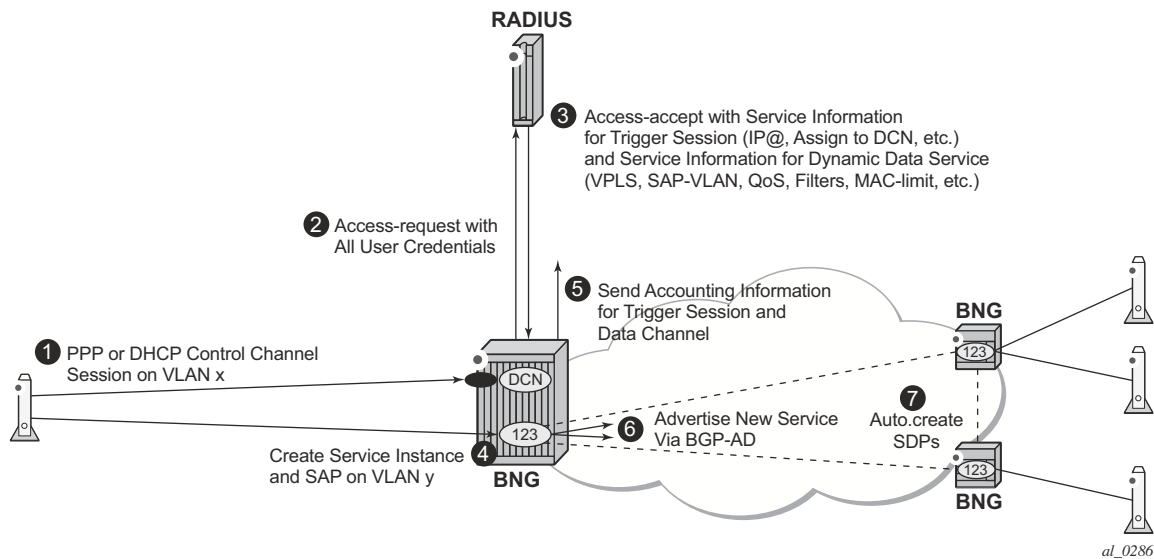 RADIUS
3 Access-accept with Service Information
for Trigger Session (IP@, Assign to DCN, etc.)
and Service Information for Dynamic Data Service
(VPLS, SAP-VLAN, QoS, Filters, MAC-limit, etc.)
2 Access-request with
All User Credentials
5 Send Accounting Information
for Trigger Session and
Data Channel
BNG
123
1 PPP or DHCP Control Channel
Session on VLAN x
DCN
123
6 Advertise New Service
Via BGP-AD
7
Auto.create
SDPs
Create Service Instance 4
and SAP on VLAN y
BNG
123
BNG
al_0286